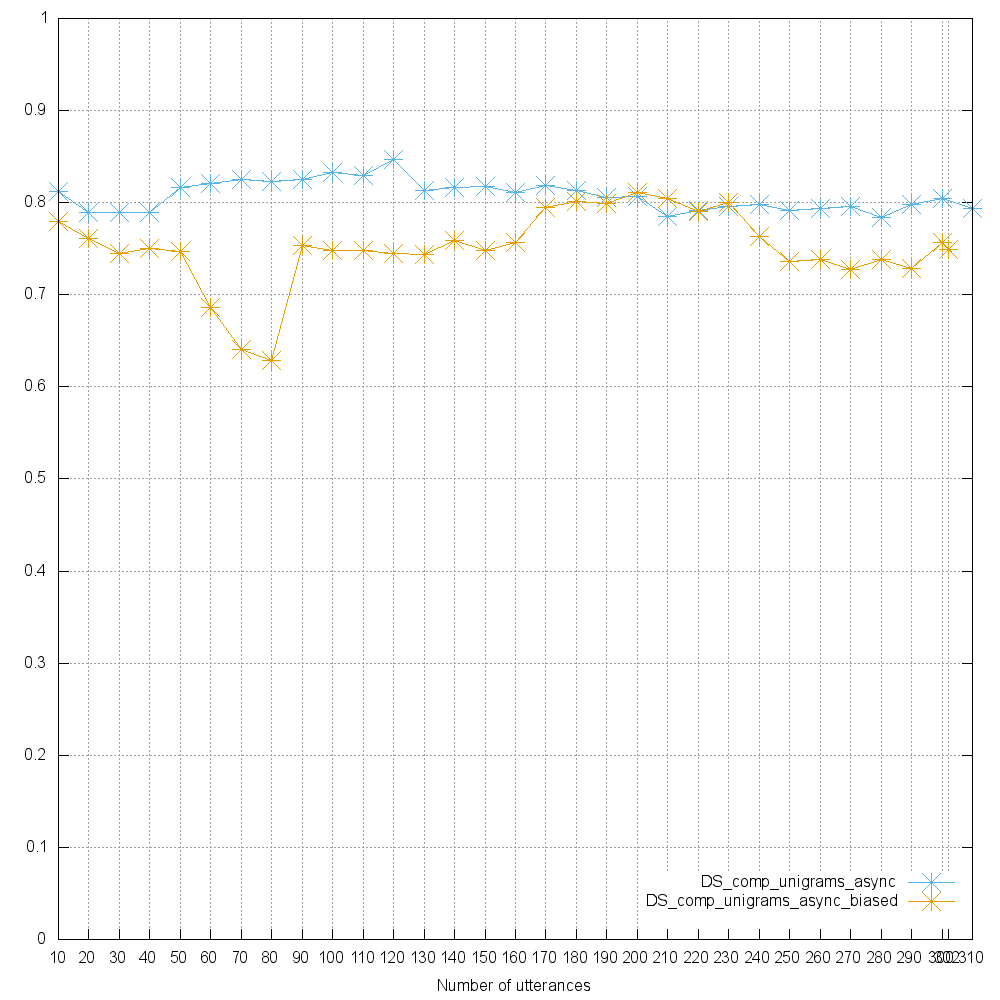 1
0.9
0.8
0.7
0.6
0.5
0.4
0.3
0.2
0.1
0
DS_comp_unigrams_async
DS_comp_unigrams_async_biased
10 20 30 40 50 60 70 80 90 100 110 120 130 140 150 160 170 180 190 200 210 220 230 240 250 260 270 280 290 300 302 310
Number of utterances